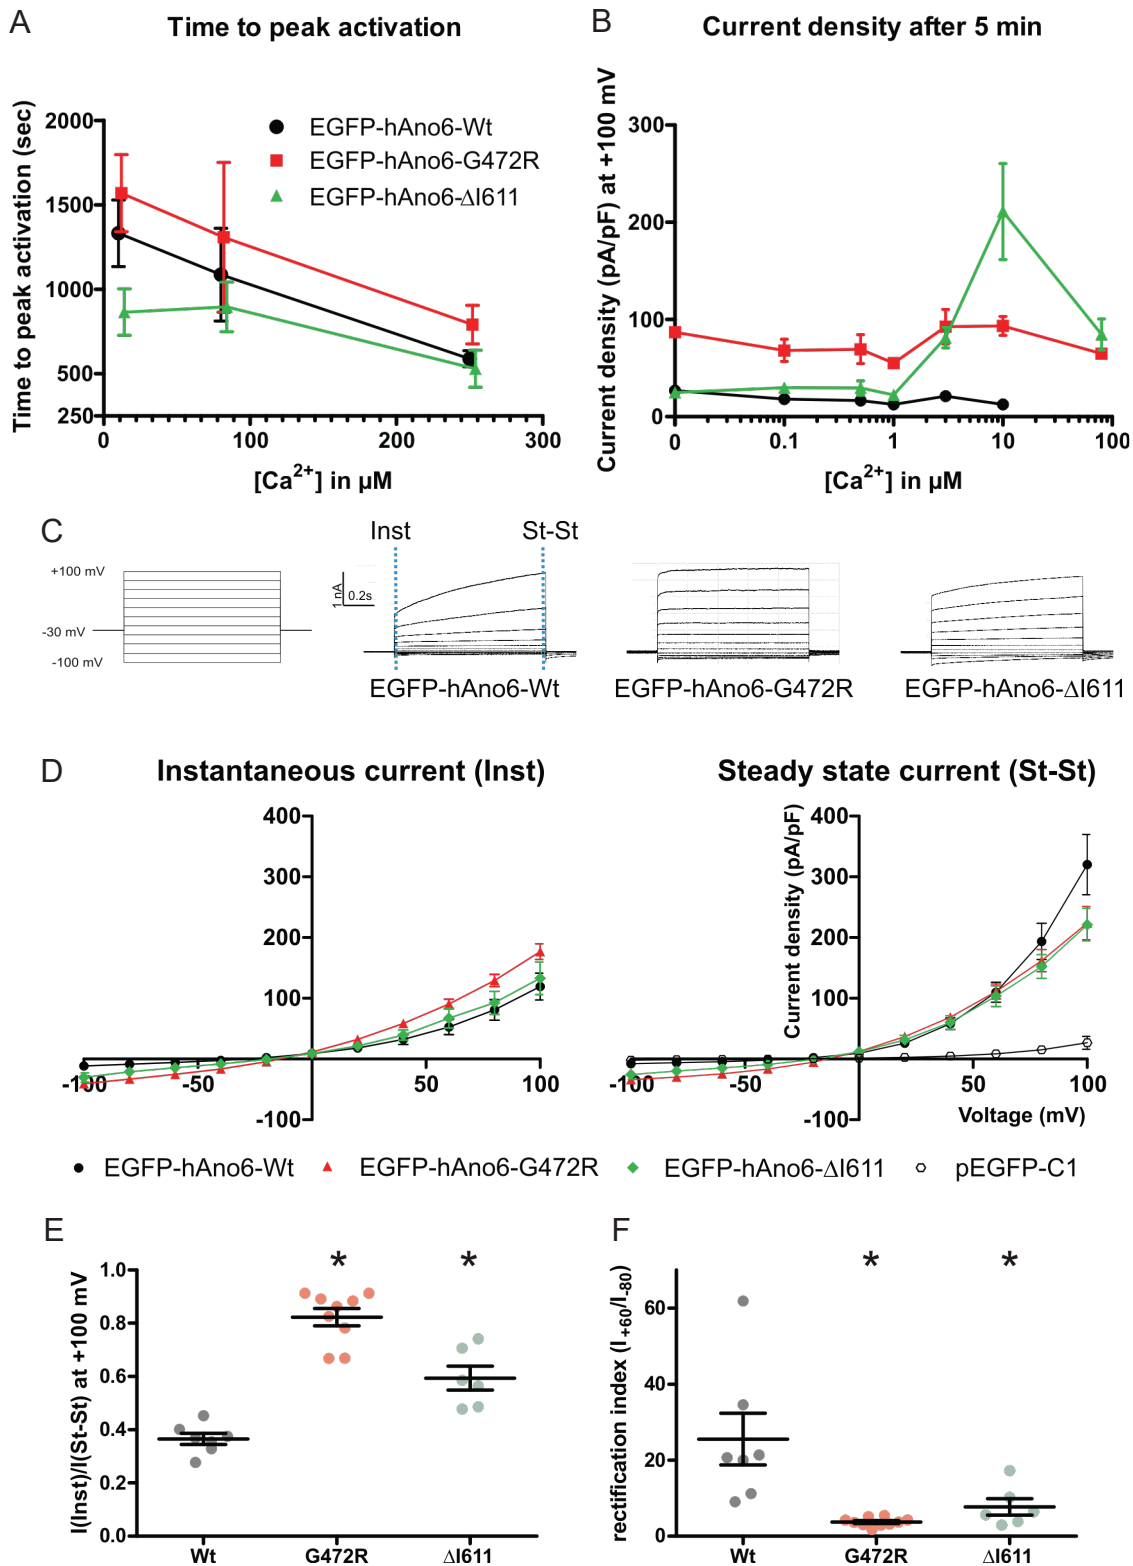 A
Time to peak activation
Time to peak activation (sec)
2000
1500
1000
500
250
0
100
200
300
[Ca2+] in µM
EGFP-hAno6-Wt
EGFP-hAno6-G472R
EGFP-hAno6-ΔI611
B
Current density after 5 min
Current density (pA/pF) at +100 mV
300
200
100
0
0
0.1
1
10
100
[Ca2+] in µM
C
+100 mV
-30 mV
-100 mV
Inst
St-St
1 nA
0.2s
EGFP-hAno6-Wt
EGFP-hAno6-G472R
EGFP-hAno6-ΔI611
D
Instantaneous current (Inst)
400
300
200
100
-100
-100
-50
50
100
Steady state current (St-St)
Current density (pA/pF)
400
300
200
100
-100
-100
-50
50
100
Voltage (mV)
EGFP-hAno6-Wt
EGFP-hAno6-G472R
EGFP-hAno6-ΔI611
pEGFP-C1
E
I(Inst)/I(St-St) at +100 mV
1.0
0.8
0.6
0.4
0.2
0.0
*
*
Wt
G472R
ΔI611
F
rectification index (I+60/I-80)
60
40
20
0
*
*
Wt
G472R
ΔI611